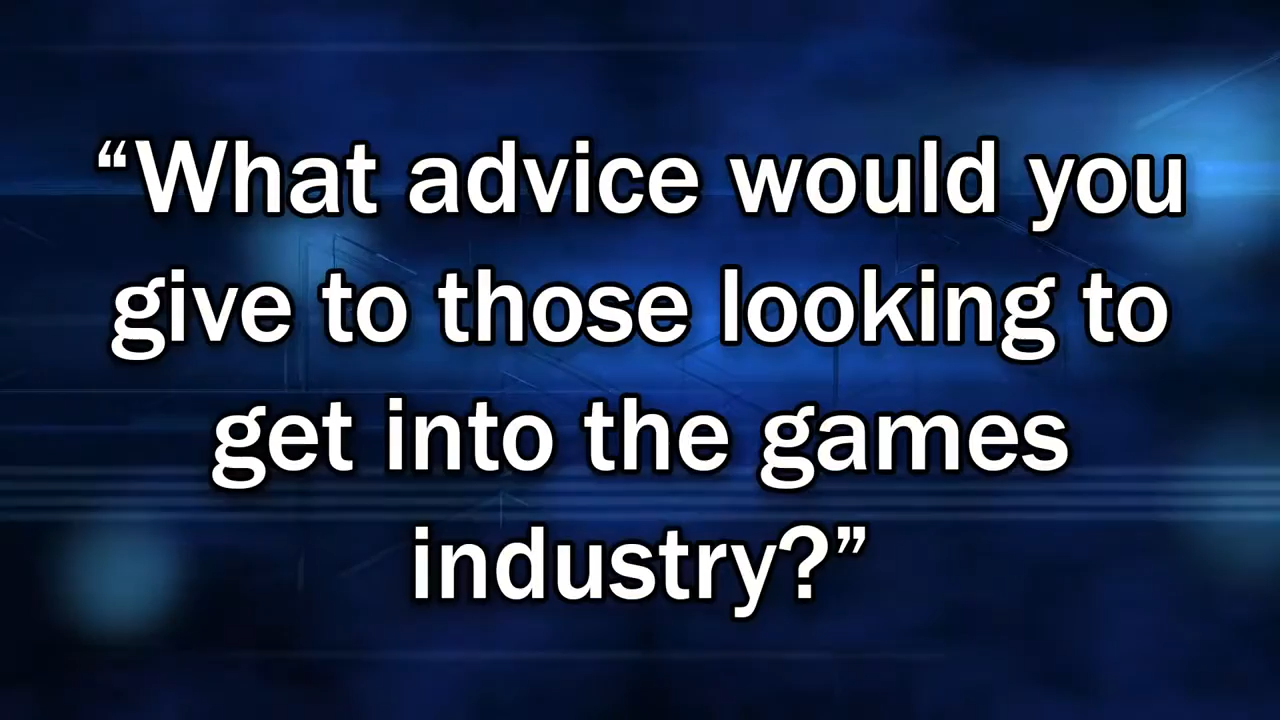 “What advice would you
give to those looking to
get into the games
industry?”